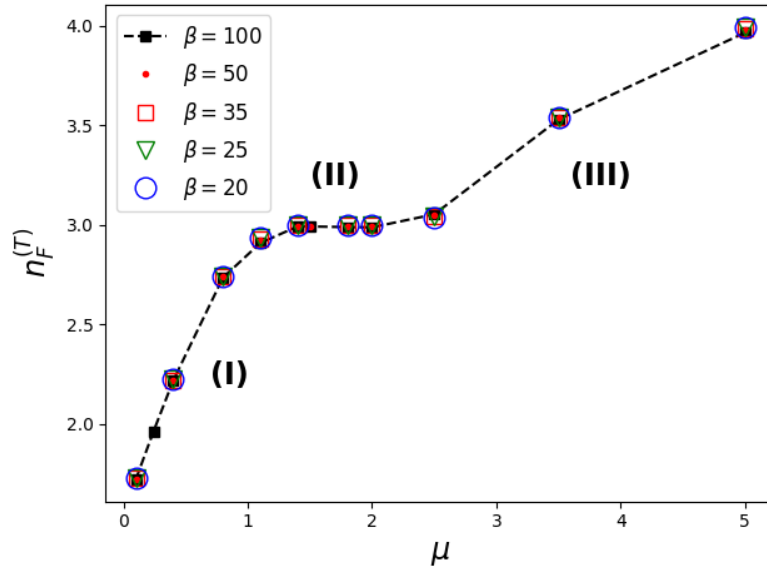 4.0
3.5
3.0
2.5
2.0
n_F^{(T)}
β = 100
β = 50
β = 35
β = 25
β = 20
(II)
(III)
(I)
0 1 2 3 4 5
μ